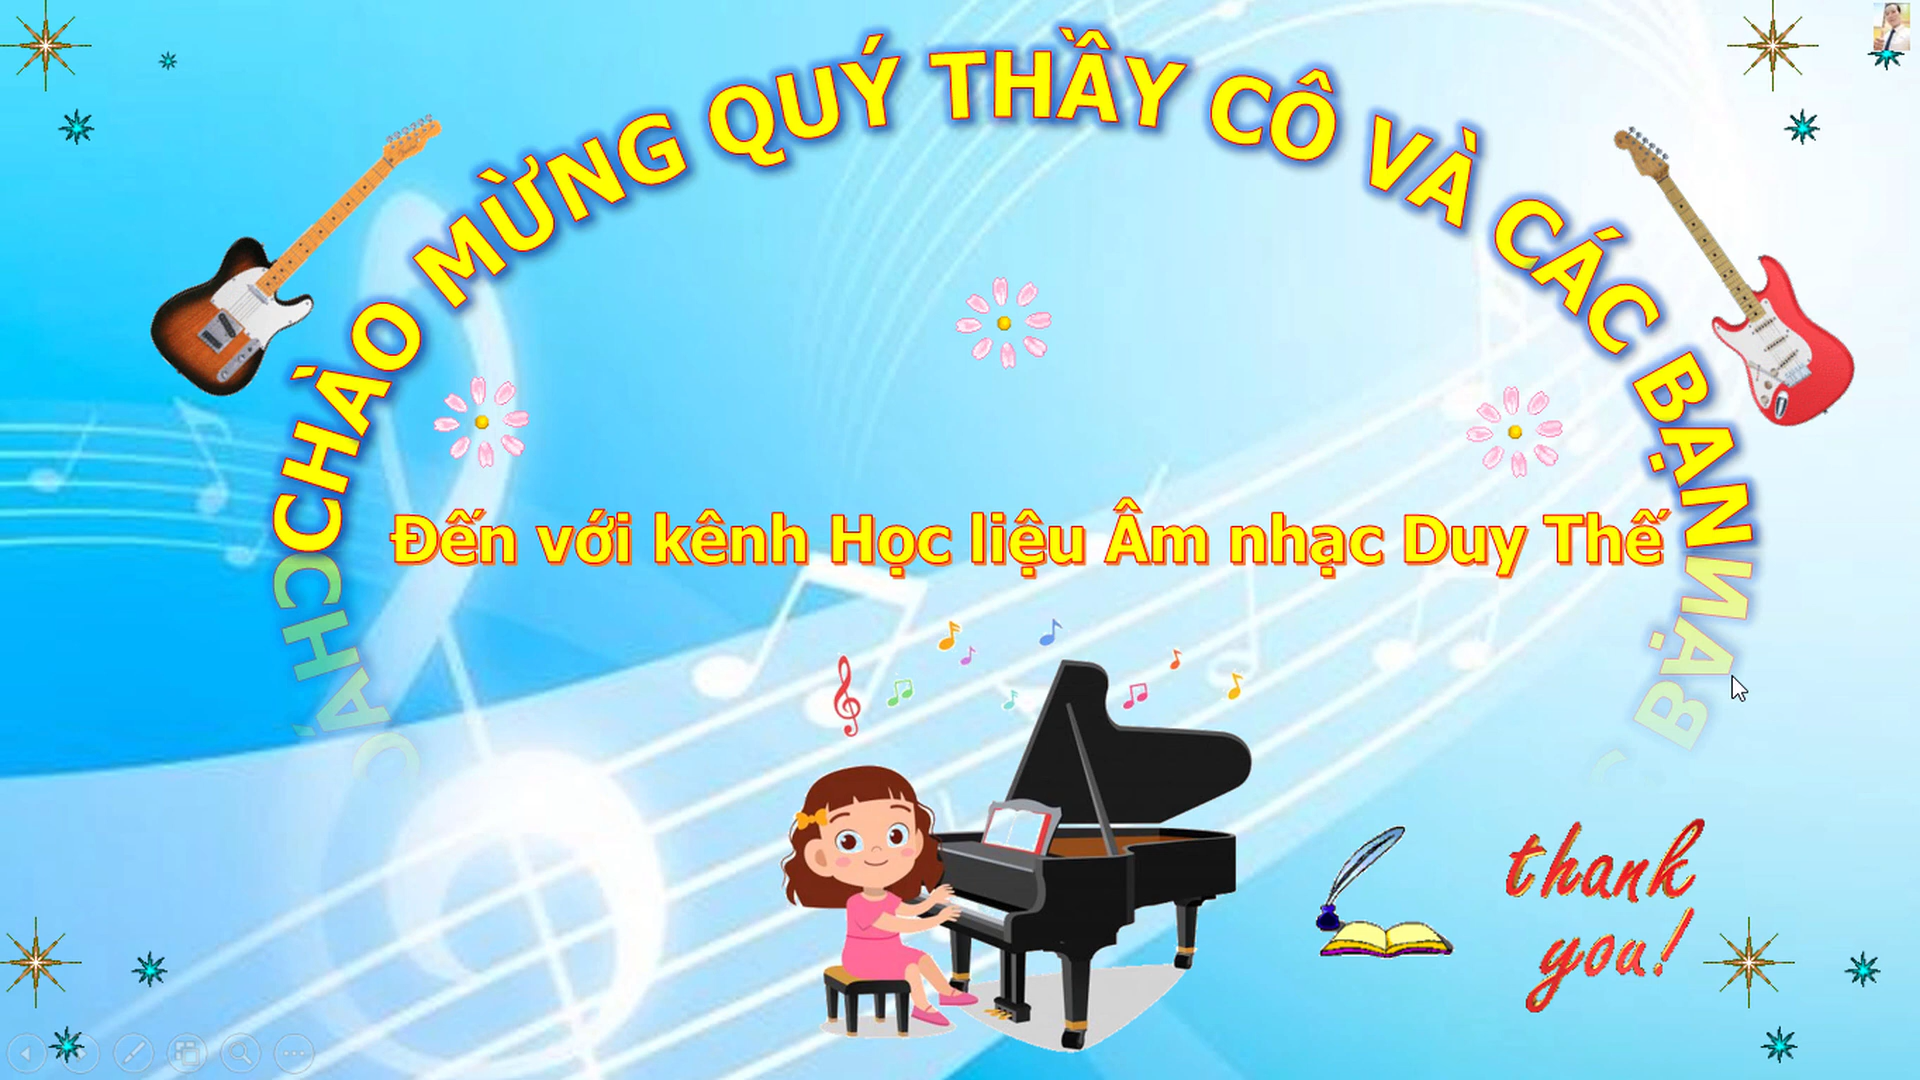 CHÀO MỪNG QUÝ THẦY CÔ VÀ CÁC BẠN
Đến với kênh Học liệu Âm nhạc Duy Thế
thank
you!